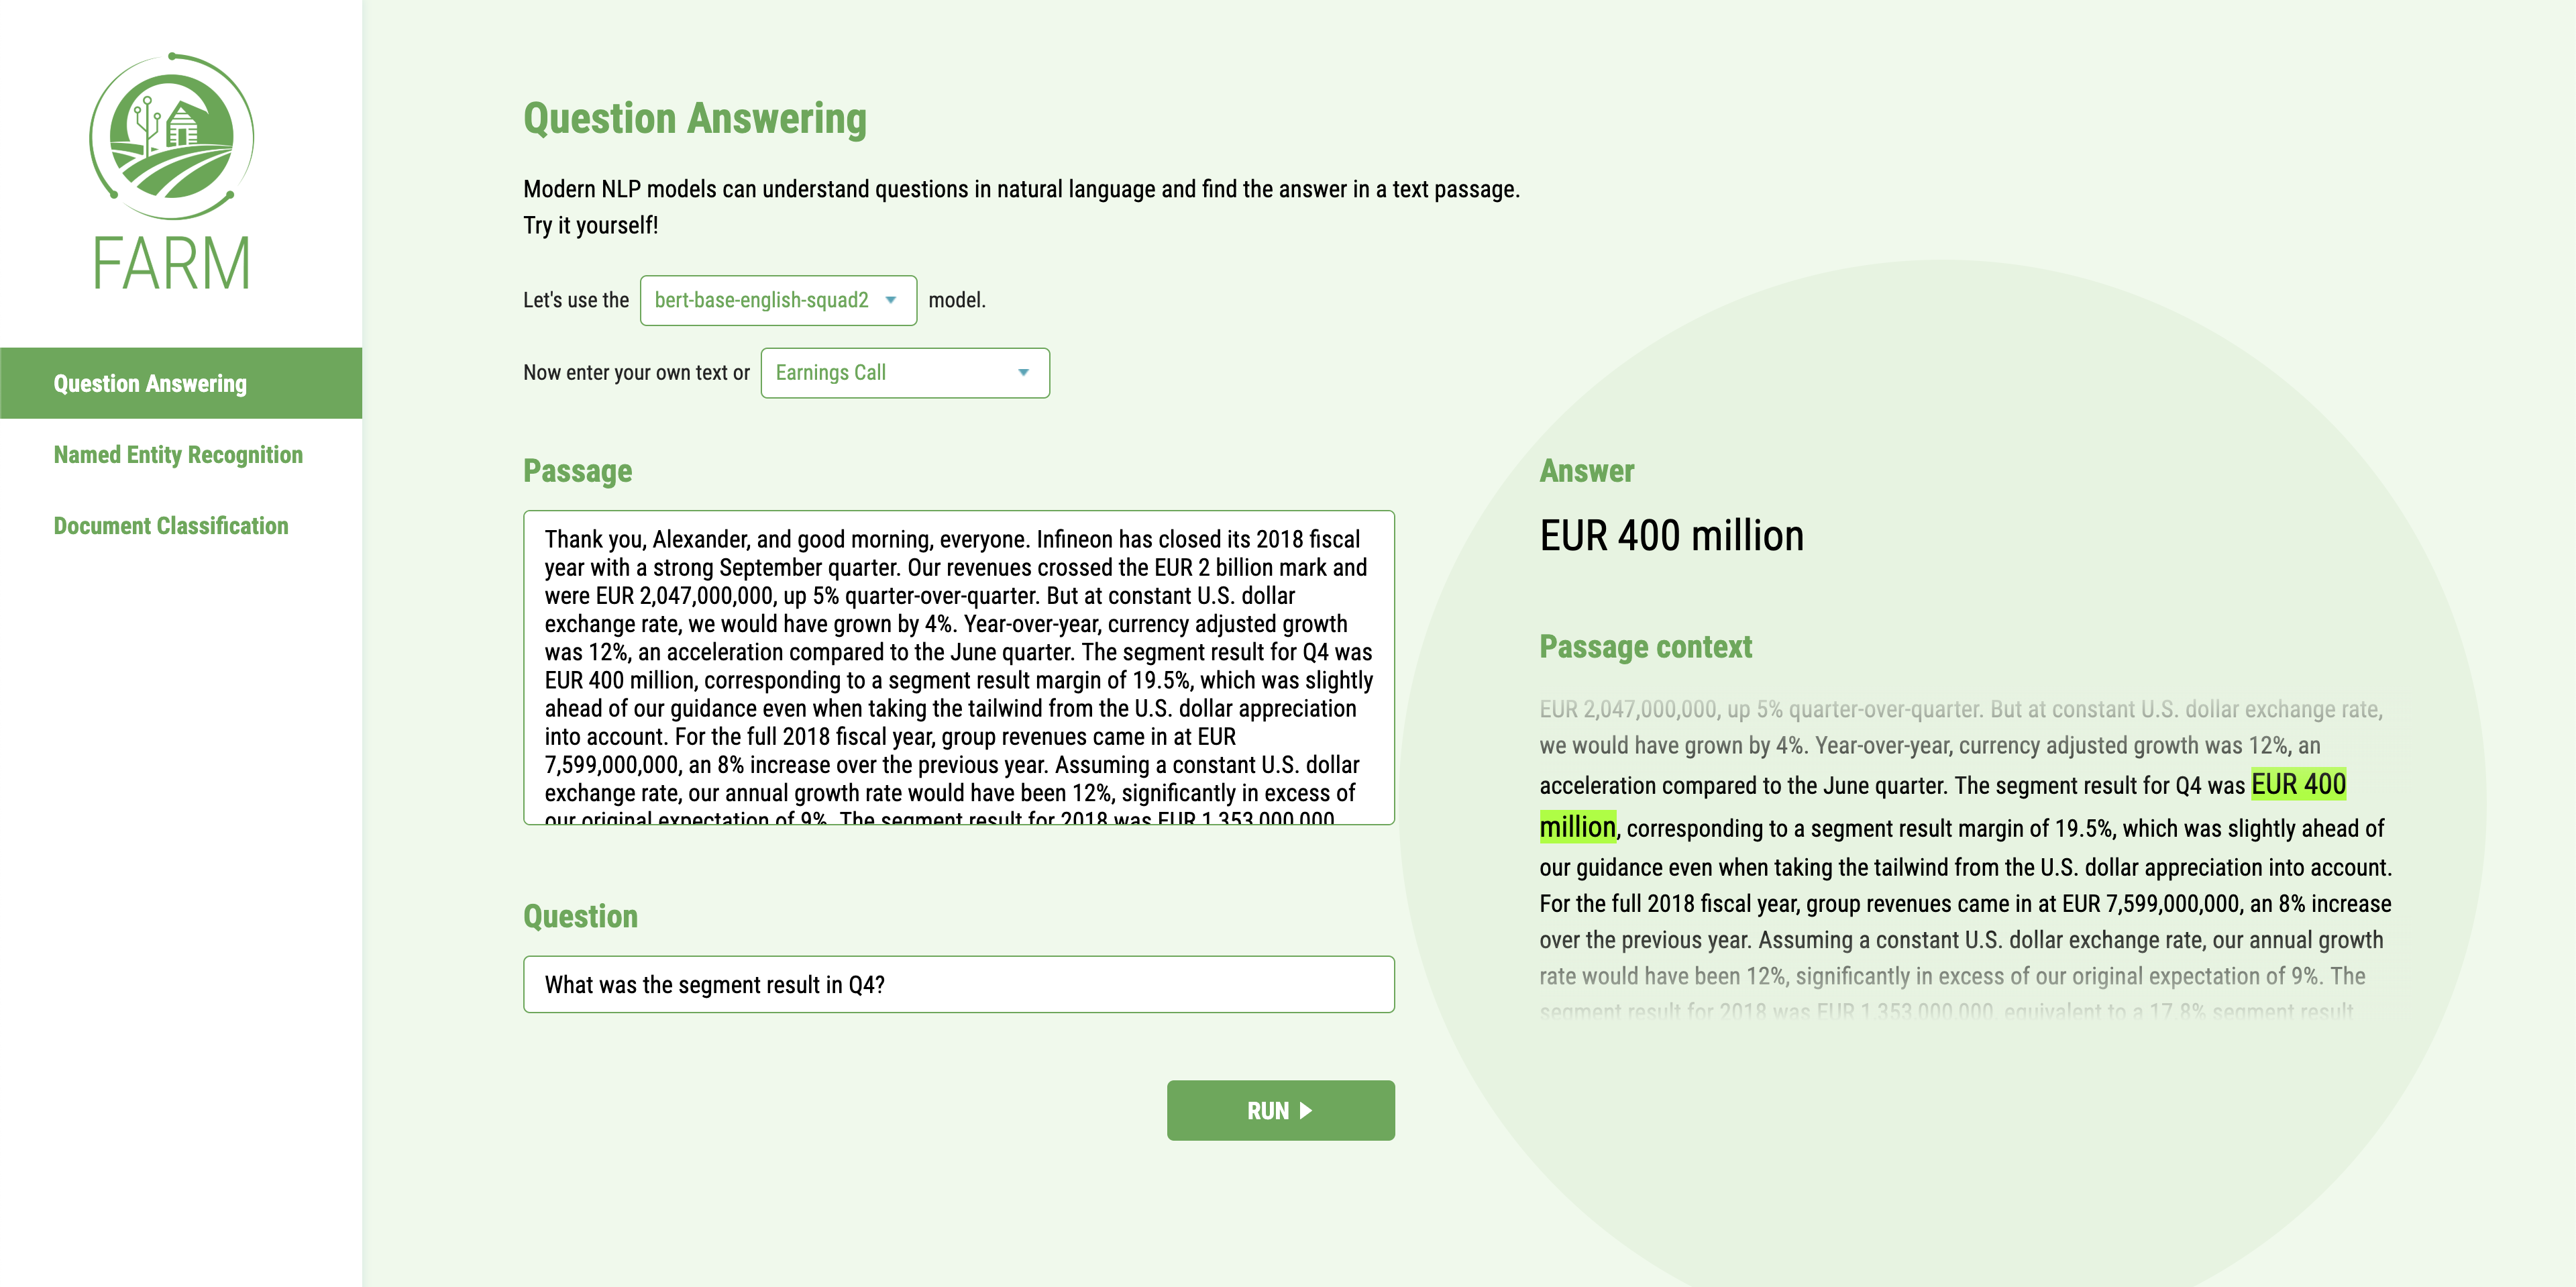 FARM
Question Answering
Named Entity Recognition
Document Classification
Question Answering
Modern NLP models can understand questions in natural language and find the answer in a text passage.
Try it yourself!
Let's use the bert-base-english-squad2 model.
Now enter your own text or Earnings Call
Passage
Thank you, Alexander, and good morning, everyone. Infineon has closed its 2018 fiscal
year with a strong September quarter. Our revenues crossed the EUR 2 billion mark and
were EUR 2,047,000,000, up 5% quarter-over-quarter. But at constant U.S. dollar
exchange rate, we would have grown by 4%. Year-over-year, currency adjusted growth
was 12%, an acceleration compared to the June quarter. The segment result for Q4 was
EUR 400 million, corresponding to a segment result margin of 19.5%, which was slightly
ahead of our guidance even when taking the tailwind from the U.S. dollar appreciation
into account. For the full 2018 fiscal year, group revenues came in at EUR
7,599,000,000, an 8% increase over the previous year. Assuming a constant U.S. dollar
exchange rate, our annual growth rate would have been 12%, significantly in excess of
our original expectation of 9%. The segment result for 2018 was EUR 1,353,000,000,
Question
What was the segment result in Q4?
RUN
Answer
EUR 400 million
Passage context
EUR 2,047,000,000, up 5% quarter-over-quarter. But at constant U.S. dollar exchange rate,
we would have grown by 4%. Year-over-year, currency adjusted growth was 12%, an
acceleration compared to the June quarter. The segment result for Q4 was EUR 400
million, corresponding to a segment result margin of 19.5%, which was slightly ahead of
our guidance even when taking the tailwind from the U.S. dollar appreciation into account.
For the full 2018 fiscal year, group revenues came in at EUR 7,599,000,000, an 8% increase
over the previous year. Assuming a constant U.S. dollar exchange rate, our annual growth
rate would have been 12%, significantly in excess of our original expectation of 9%. The
segment result for 2018 was EUR 1,353,000,000, equivalent to a 17.8% segment result